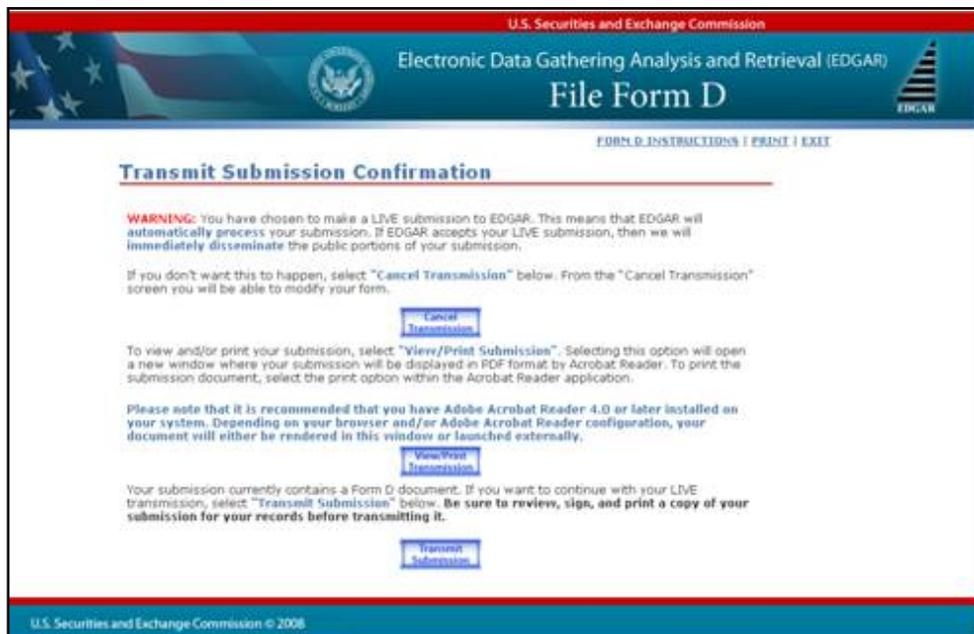 U.S. Securities and Exchange Commission
Electronic Data Gathering Analysis and Retrieval (EDGAR)
File Form D
EDGAR
FORM D INSTRUCTIONS | PRINT | EXIT
Transmit Submission Confirmation
WARNING: You have chosen to make a LIVE submission to EDGAR. This means that EDGAR will
automatically process your submission. If EDGAR accepts your LIVE submission, then we will
immediately disseminate the public portions of your submission.
If you don't want this to happen, select "Cancel Transmission" below. From the "Cancel Transmission"
screen you will be able to modify your form.
Cancel
Transmission
To view and/or print your submission, select "View/Print Submission". Selecting this option will open
a new window where your submission will be displayed in PDF format by Acrobat Reader. To print the
submission document, select the print option within the Acrobat Reader application.
Please note that it is recommended that you have Adobe Acrobat Reader 4.0 or later installed on
your system. Depending on your browser and/or Adobe Acrobat Reader configuration, your
document will either be rendered in this window or launched externally.
View/Print
Transmission
Your submission currently contains a Form D document. If you want to continue with your LIVE
transmission, select "Transmit Submission" below. Be sure to review, sign, and print a copy of your
submission for your records before transmitting it.
Transmit
Submission
U.S. Securities and Exchange Commission © 2008